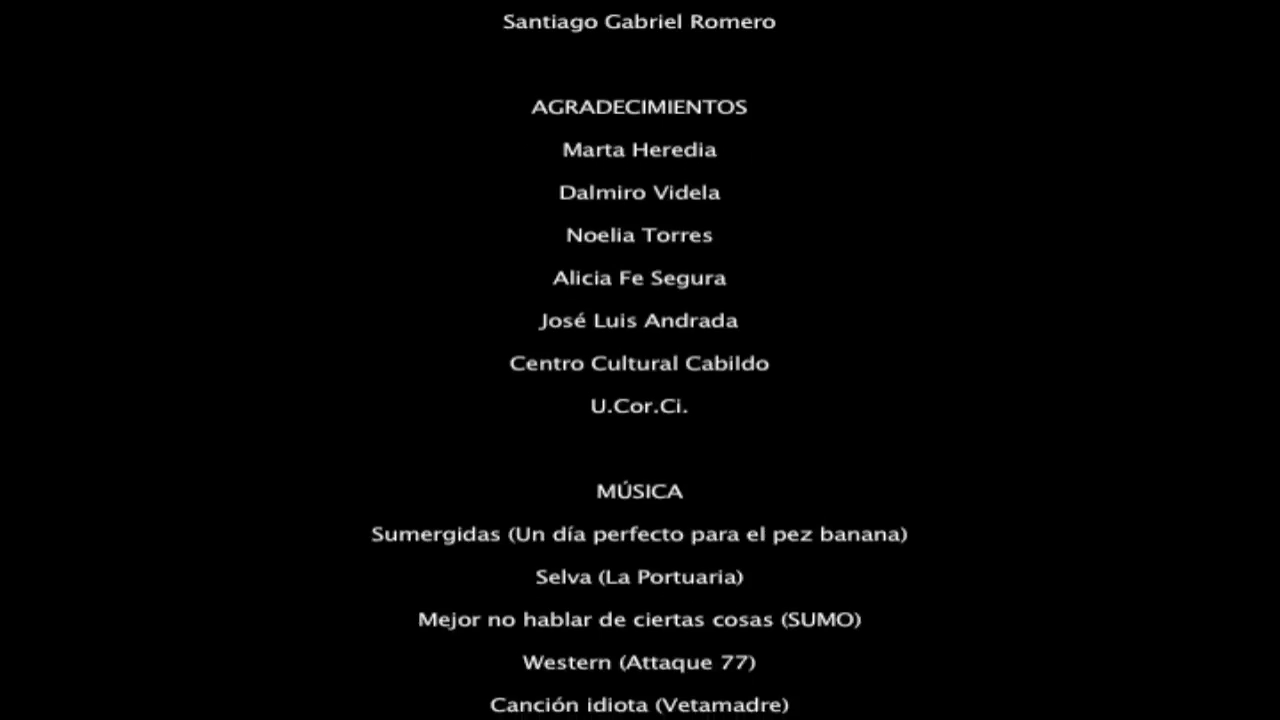 Santiago Gabriel Romero
AGRADECIMIENTOS
Marta Heredia
Dalmiro Videla
Noelia Torres
Alicia Fe Segura
José Luis Andrada
Centro Cultural Cabildo
U.Cor.Ci.
MÚSICA
Sumergidas (Un día perfecto para el pez banana)
Selva (La Portuaria)
Mejor no hablar de ciertas cosas (SUMO)
Western (Attaque 77)
Canción idiota (Vetamadre)